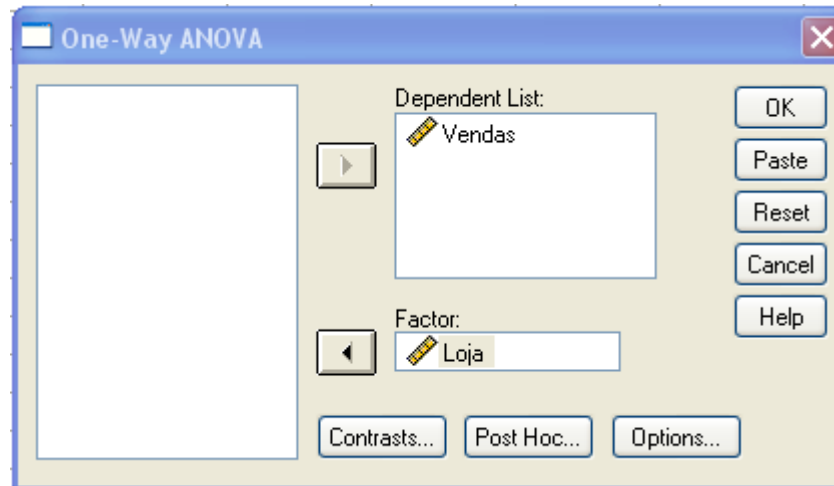 One-Way ANOVA
Dependent List:
Vendas
OK
Paste
Reset
Cancel
Help
Factor:
Loja
Contrasts... Post Hoc... Options...